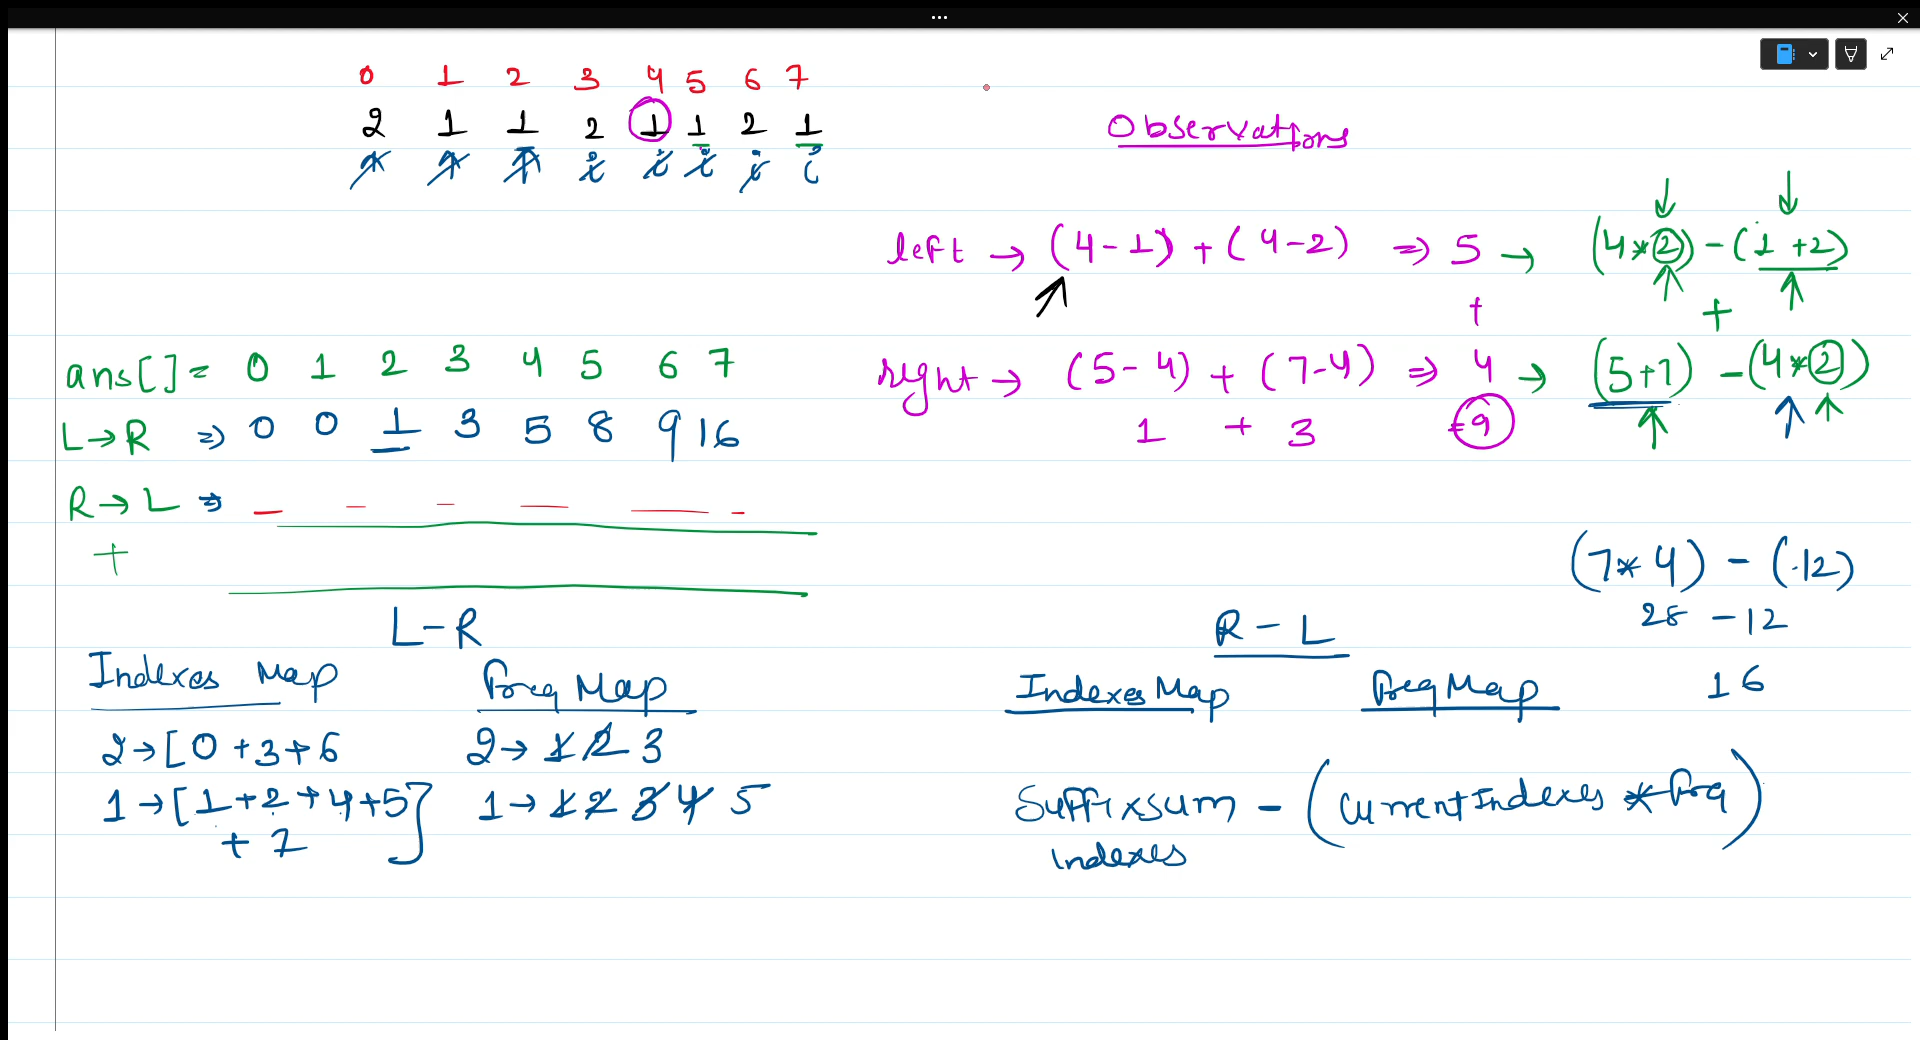 0 1 2 3 4 5 6 7
2 1 1 2 1 1 2 1
i i i i i i i i
Observations
left → (4-1) + (4-2) ⇒ 5 → (4*2) - (1+2)
+ +
right → (5-4) + (7-4) ⇒ 4 → (5+7) - (4*2)
1 + 3 =9
ans[] = 0 1 2 3 4 5 6 7
L→R ⇒ 0 0 1 3 5 8 9 16
R→L ⇒ _ _ _ _ _ _
+
(7*4) - (12)
28 - 12
16
L-R
Indexes Map Freq Map
2→[0+3+6 2→ 1 2 3
1→[1+2+4+5 1→ 1 2 3 4 5
+7]
R-L
Indexes Map Freq Map
Suffixsum - (currentIndexes * freq)
indexes